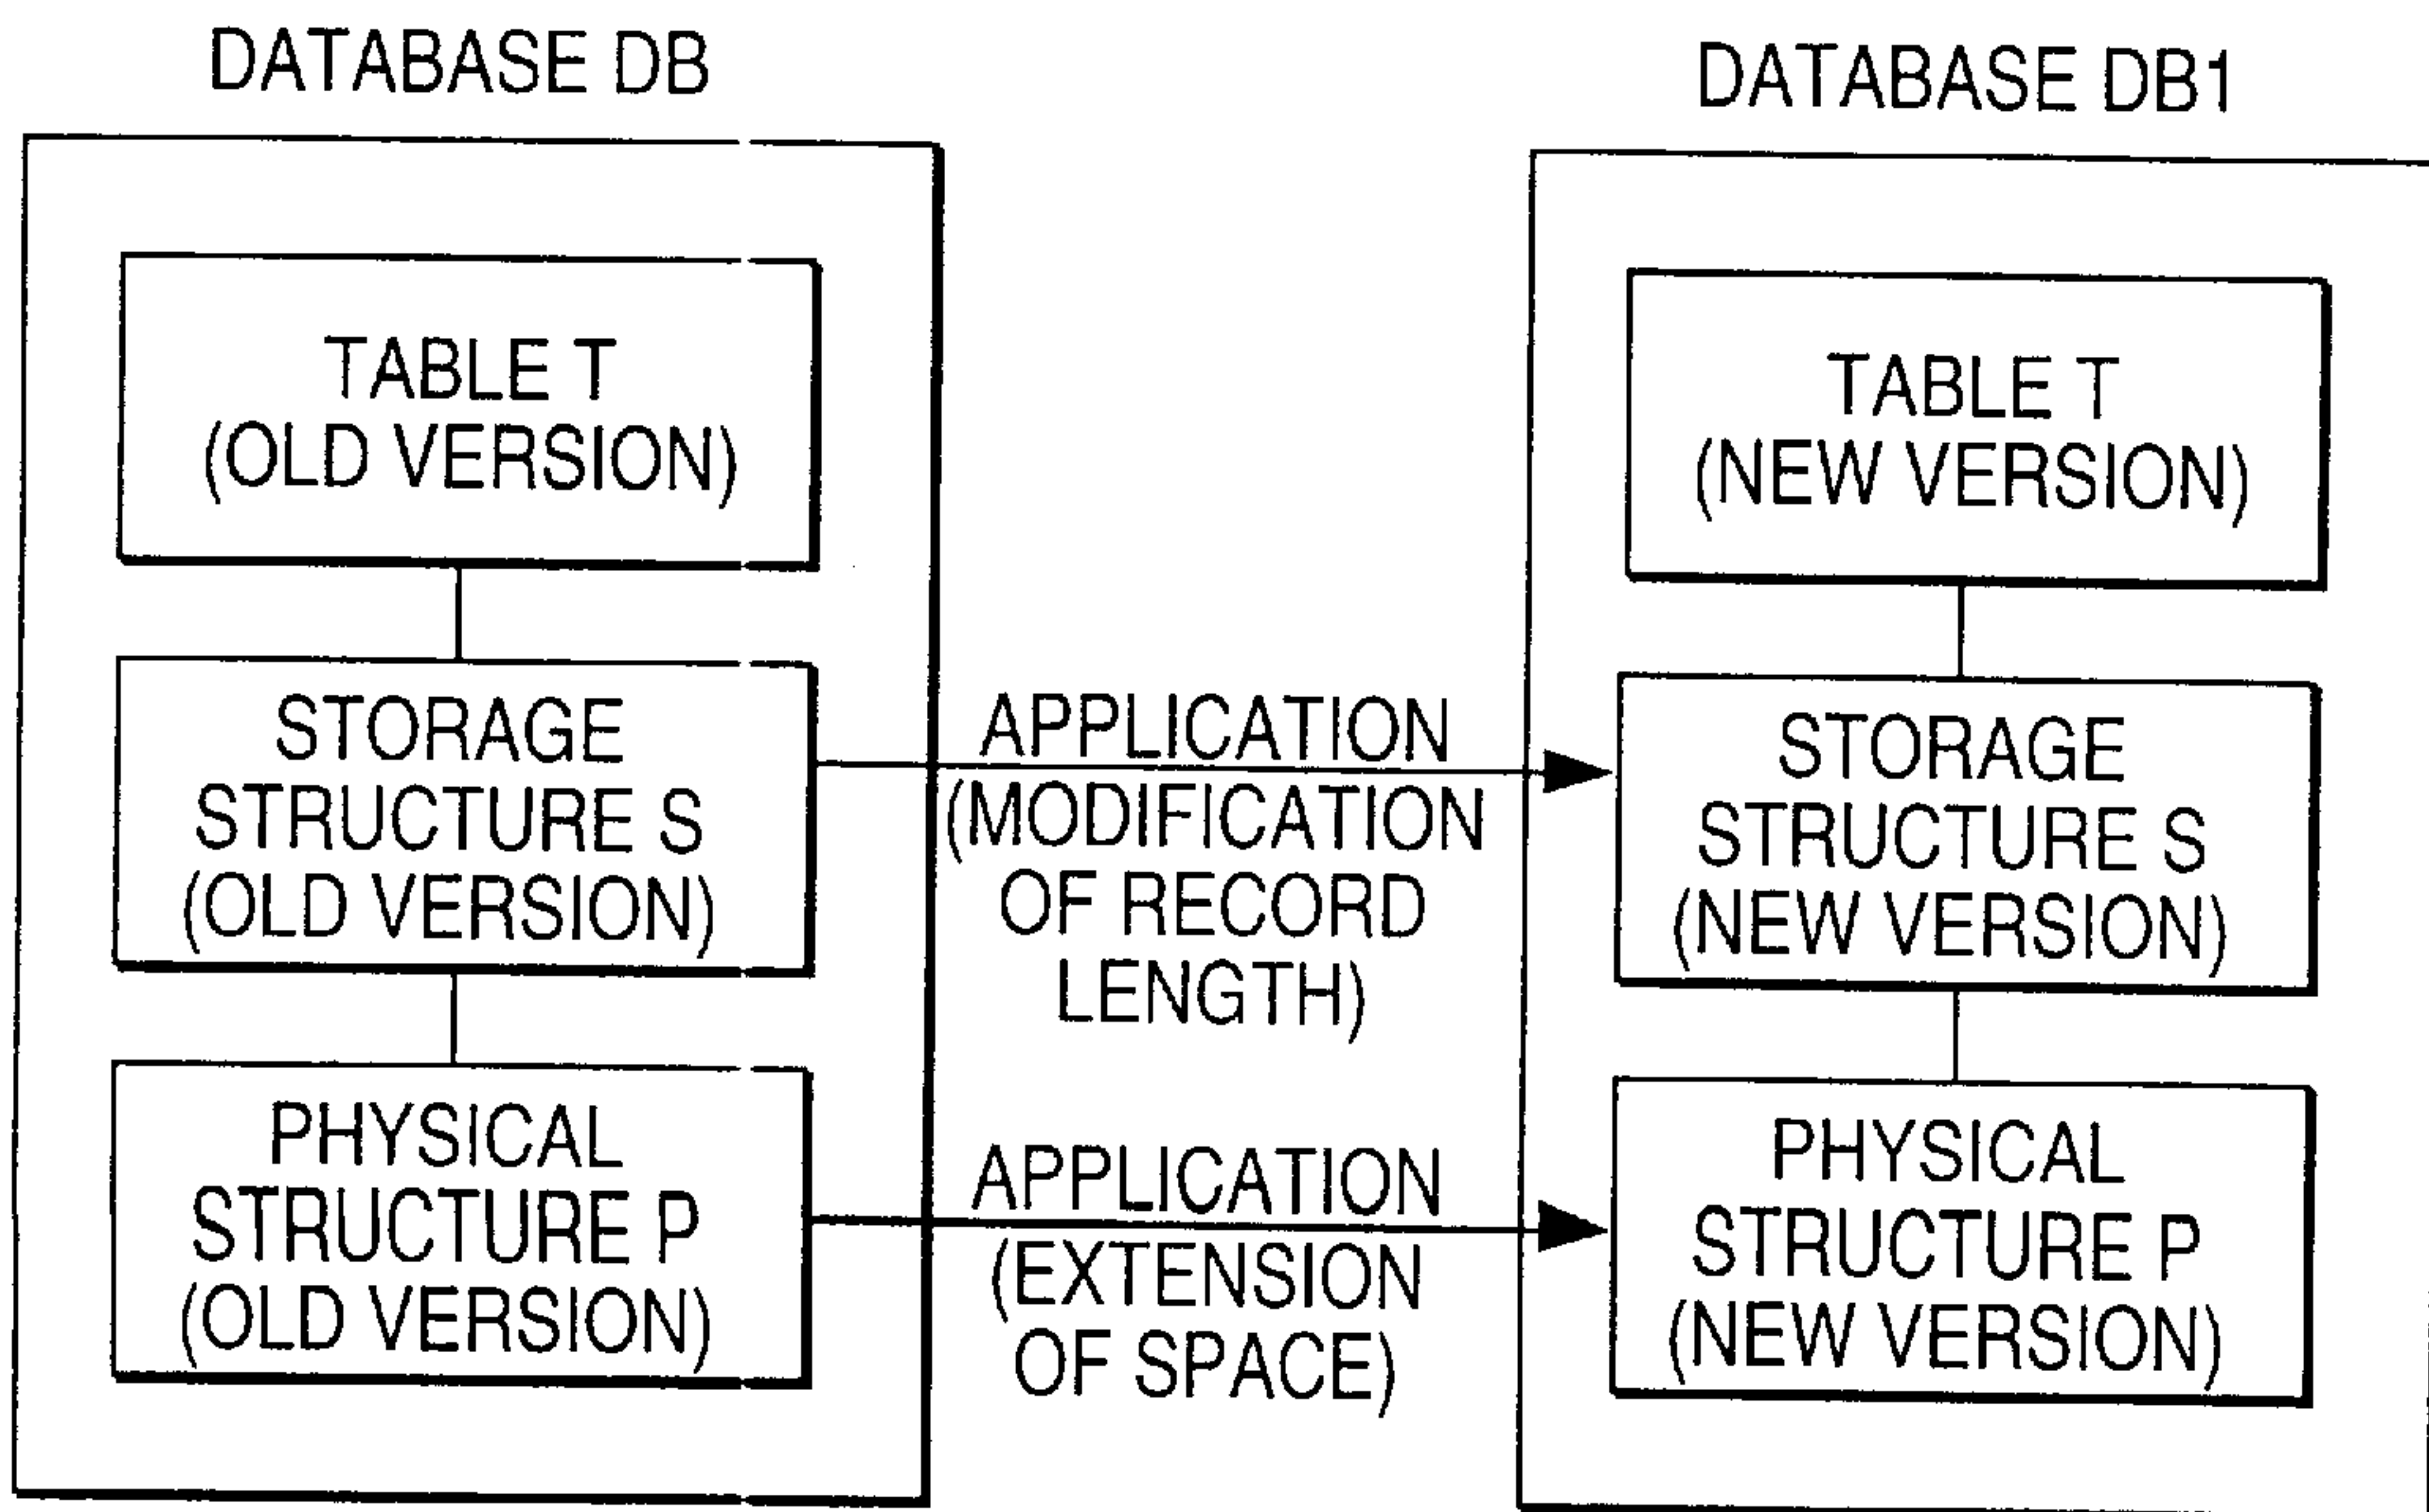 DATABASE DB
TABLE T
(OLD VERSION)
STORAGE
STRUCTURE S
(OLD VERSION)
PHYSICAL
STRUCTURE P
(OLD VERSION)
APPLICATION
(MODIFICATION
OF RECORD
LENGTH)
APPLICATION
(EXTENSION
OF SPACE)
DATABASE DB1
TABLE T
(NEW VERSION)
STORAGE
STRUCTURE S
(NEW VERSION)
PHYSICAL
STRUCTURE P
(NEW VERSION)